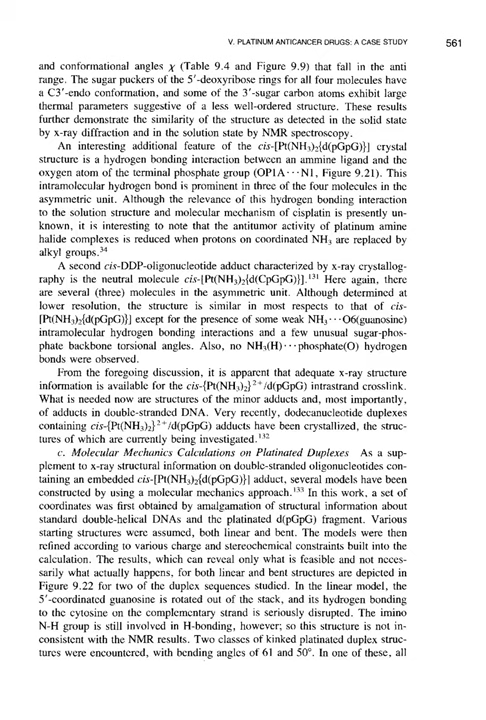 V. PLATINUM ANTICANCER DRUGS: A CASE STUDY 561
and conformational angles χ (Table 9.4 and Figure 9.9) that fall in the anti
range. The sugar puckers of the 5′-deoxyribose rings for all four molecules have
a C3′-endo conformation, and some of the 3′-sugar carbon atoms exhibit large
thermal parameters suggestive of a less well-ordered structure. These results
further demonstrate the similarity of the structure as detected in the solid state
by x-ray diffraction and in the solution state by NMR spectroscopy.
An interesting additional feature of the cis-[Pt(NH₃)₂{d(pGpG)}] crystal
structure is a hydrogen bonding interaction between an ammine ligand and the
oxygen atom of the terminal phosphate group (OP1A···N1, Figure 9.21). This
intramolecular hydrogen bond is prominent in three of the four molecules in the
asymmetric unit. Although the relevance of this hydrogen bonding interaction
to the solution structure and molecular mechanism of cisplatin is presently un-
known, it is interesting to note that the antitumor activity of platinum amine
halide complexes is reduced when protons on coordinated NH₃ are replaced by
alkyl groups.³⁴
A second cis-DDP-oligonucleotide adduct characterized by x-ray crystallog-
raphy is the neutral molecule cis-[Pt(NH₃)₂{d(CpGpG)}].¹³¹ Here again, there
are several (three) molecules in the asymmetric unit. Although determined at
lower resolution, the structure is similar in most respects to that of cis-
[Pt(NH₃)₂{d(pGpG)}] except for the presence of some weak NH₃···O6(guanosine)
intramolecular hydrogen bonding interactions and a few unusual sugar-phos-
phate backbone torsional angles. Also, no NH₃(H)···phosphate(O) hydrogen
bonds were observed.
From the foregoing discussion, it is apparent that adequate x-ray structure
information is available for the cis-{Pt(NH₃)₂}²⁺/d(pGpG) intrastrand crosslink.
What is needed now are structures of the minor adducts and, most importantly,
of adducts in double-stranded DNA. Very recently, dodecanucleotide duplexes
containing cis-{Pt(NH₃)₂}²⁺/d(pGpG) adducts have been crystallized, the struc-
tures of which are currently being investigated.¹³²
c. Molecular Mechanics Calculations on Platinated Duplexes As a sup-
plement to x-ray structural information on double-stranded oligonucleotides con-
taining an embedded cis-[Pt(NH₃)₂{d(pGpG)}] adduct, several models have been
constructed by using a molecular mechanics approach.¹³³ In this work, a set of
coordinates was first obtained by amalgamation of structural information about
standard double-helical DNAs and the platinated d(pGpG) fragment. Various
starting structures were assumed, both linear and bent. The models were then
refined according to various charge and stereochemical constraints built into the
calculation. The results, which can reveal only what is feasible and not neces-
sarily what actually happens, for both linear and bent structures are depicted in
Figure 9.22 for two of the duplex sequences studied. In the linear model, the
5′-coordinated guanosine is rotated out of the stack, and its hydrogen bonding
to the cytosine on the complementary strand is seriously disrupted. The imino
N-H group is still involved in H-bonding, however; so this structure is not in-
consistent with the NMR results. Two classes of kinked platinated duplex struc-
tures were encountered, with bending angles of 61 and 50°. In one of these, all